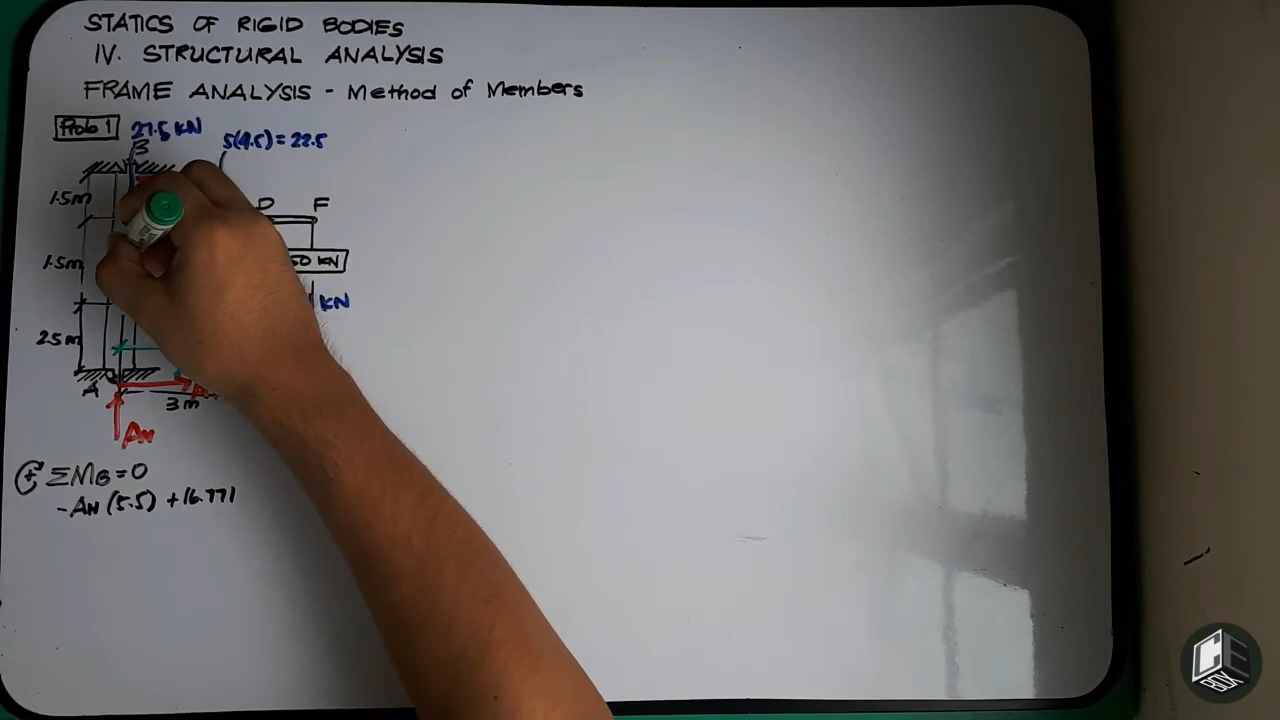 STATICS OF RIGID BODIES
IV. STRUCTURAL ANALYSIS
FRAME ANALYSIS - Method of Members
Prob 1
27.5 KN
B
5(4.5) = 22.5
1.5m
D F
1.5m
50 KN
KN
2.5m
A
3m
AV
ΣMB = 0
-AH (5.5) + 16.771